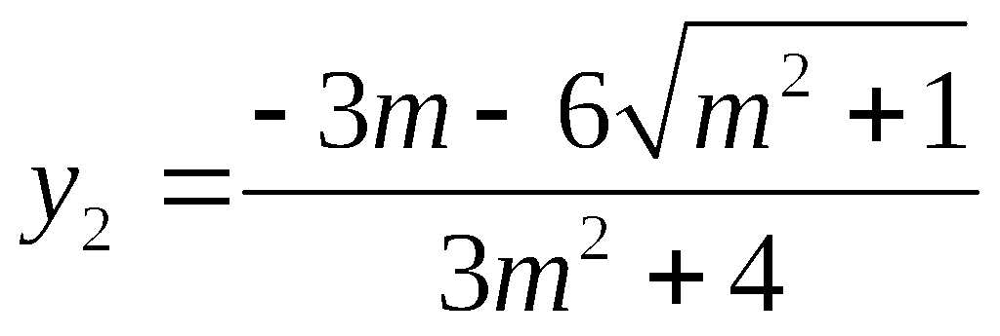 y₂ = (-3m - 6√(m² + 1)) / (3m² + 4)